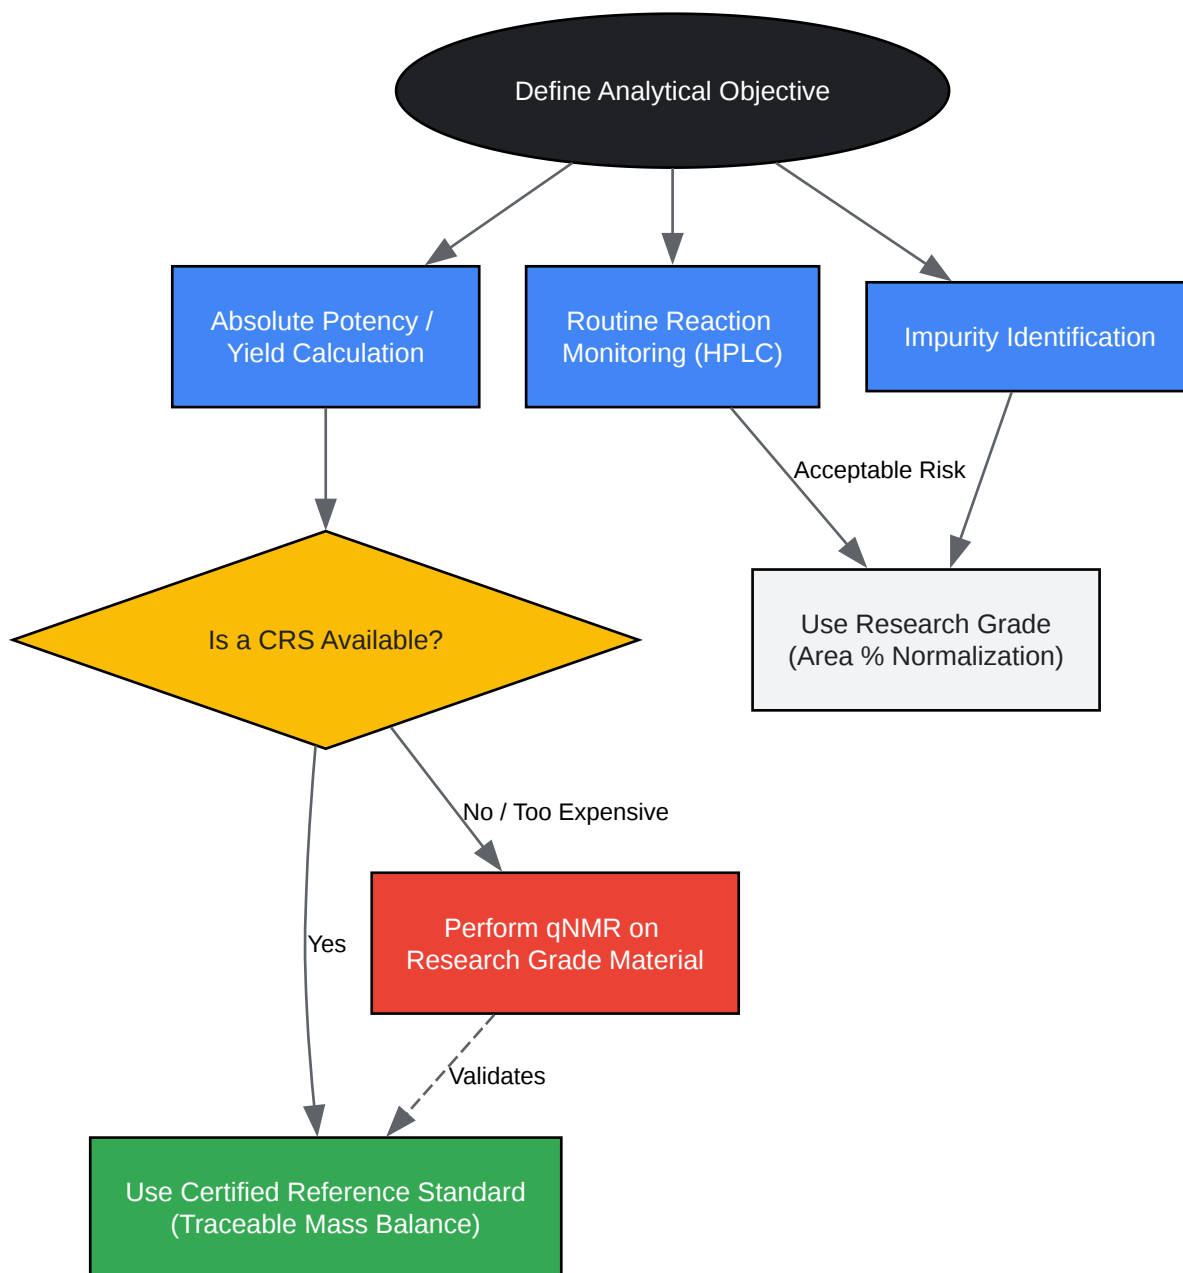 Define Analytical Objective
Absolute Potency /
Yield Calculation
Routine Reaction
Monitoring (HPLC)
Impurity Identification
Acceptable Risk
Is a CRS Available?
Use Research Grade
(Area % Normalization)
No / Too Expensive
Perform qNMR on
Research Grade Material
Yes
Validates
Use Certified Reference Standard
(Traceable Mass Balance)